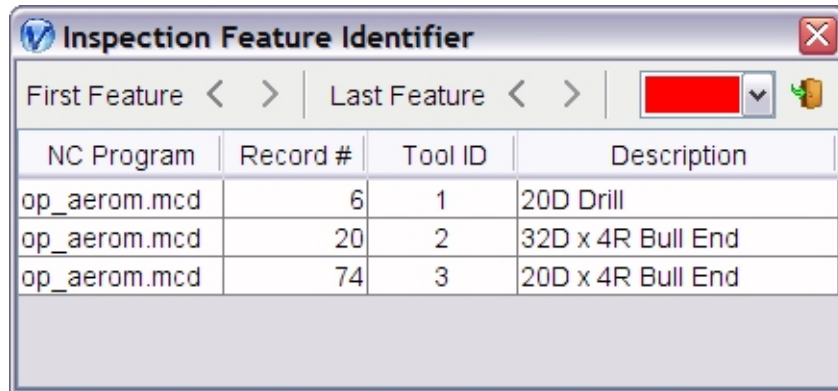 Inspection Feature Identifier
First Feature < > Last Feature < >
NC Program Record # Tool ID Description
op_aerom.mcd 6 1 20D Drill
op_aerom.mcd 20 2 32D x 4R Bull End
op_aerom.mcd 74 3 20D x 4R Bull End